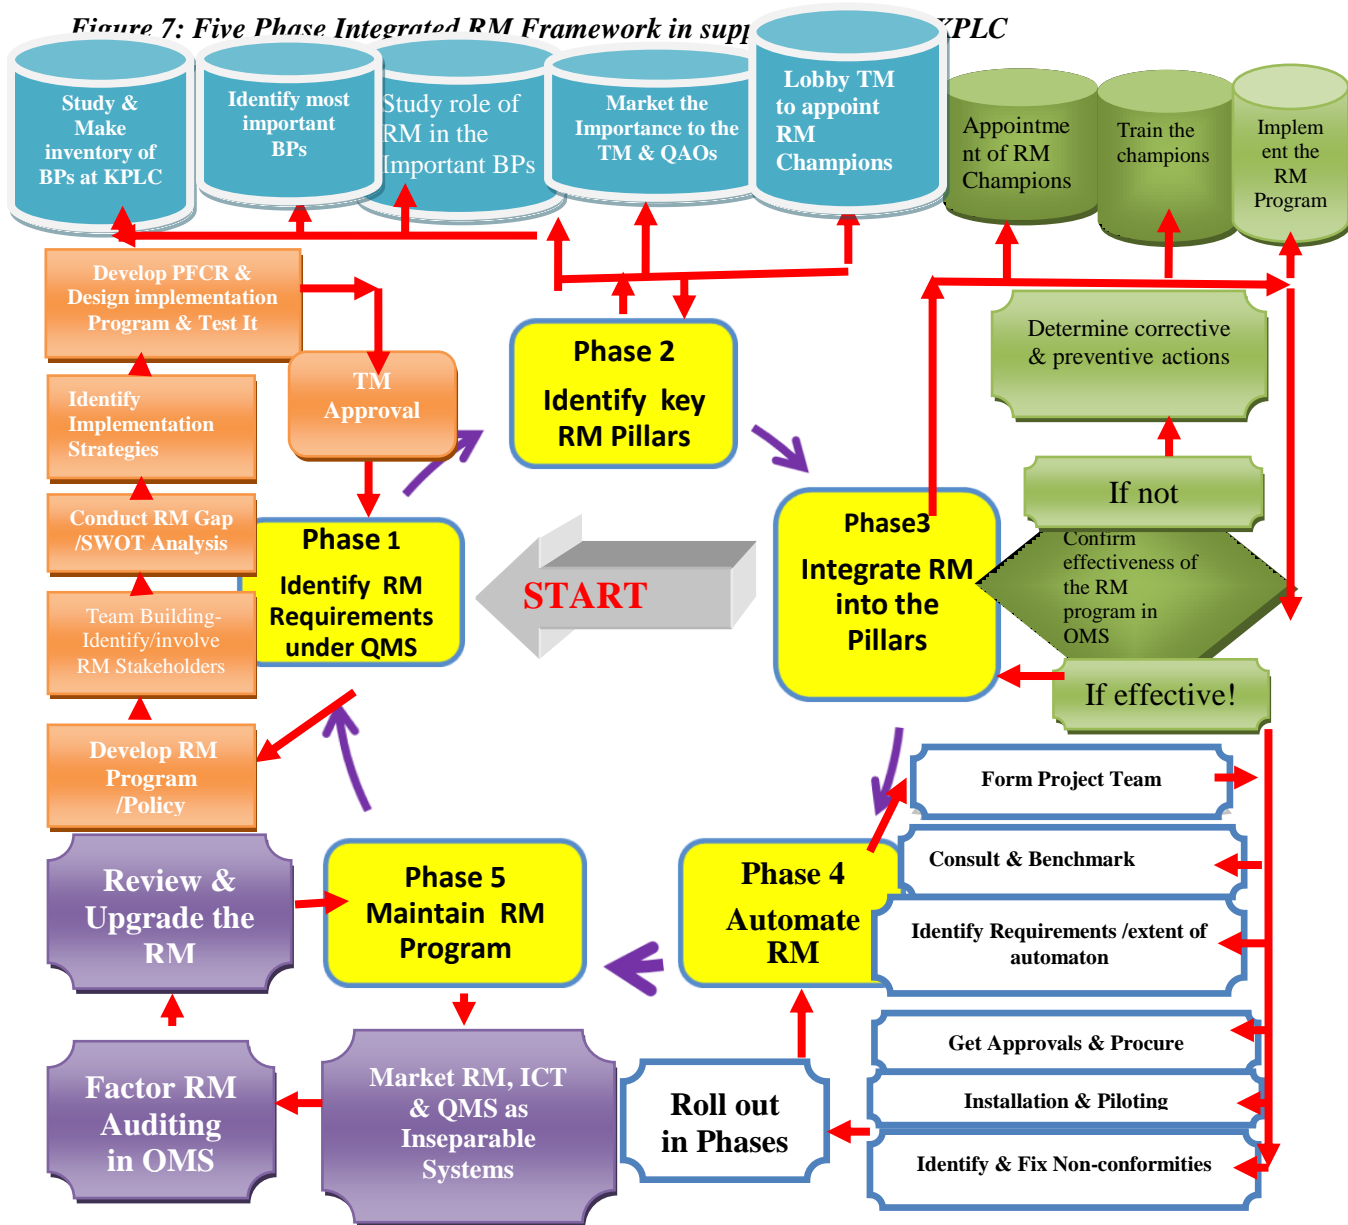 Figure 7: Five Phase Integrated RM Framework in supp KPLC
Study &
Make
inventory of
BPs at KPLC
Identify most
important
BPs
Study role of
RM in the
Important BPs
Market the
Importance to the
TM & QAOs
Lobby TM
to appoint
RM
Champions
Appointme
nt of RM
Champions
Train the
champions
Implem
ent the
RM
Program
Develop PFCR &
Design implementation
Program & Test It
TM
Approval
Identify
Implementation
Strategies
Conduct RM Gap
/SWOT Analysis
Team Building-
Identify/involve
RM Stakeholders
Develop RM
Program
/Policy
Phase 1
Identify RM
Requirements
under QMS
Phase 2
Identify key
RM Pillars
START
Phase3
Integrate RM
into the
Pillars
Determine corrective
& preventive actions
If not
Confirm
effectiveness of
the RM
program in
QMS
If effective!
Form Project Team
Consult & Benchmark
Identify Requirements /extent of
automaton
Get Approvals & Procure
Installation & Piloting
Identify & Fix Non-conformities
Roll out
in Phases
Phase 4
Automate
RM
Phase 5
Maintain RM
Program
Market RM, ICT
& QMS as
Inseparable
Systems
Factor RM
Auditing
in QMS
Review &
Upgrade the
RM